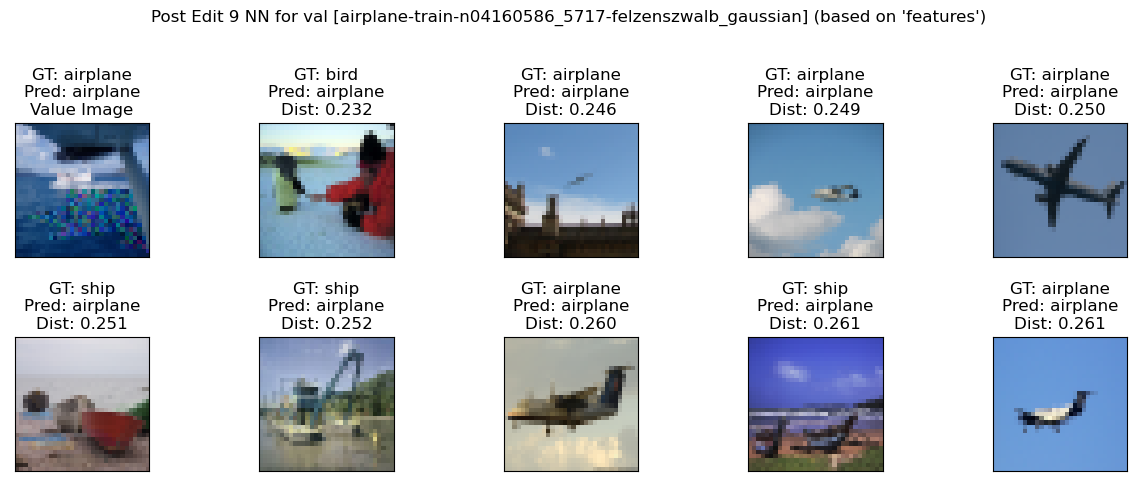 Post Edit 9 NN for val [airplane-train-n04160586_5717-felzenszwalb_gaussian] (based on 'features')
GT: airplane
Pred: airplane
Value Image
GT: bird
Pred: airplane
Dist: 0.232
GT: airplane
Pred: airplane
Dist: 0.246
GT: airplane
Pred: airplane
Dist: 0.249
GT: airplane
Pred: airplane
Dist: 0.250
GT: ship
Pred: airplane
Dist: 0.251
GT: ship
Pred: airplane
Dist: 0.252
GT: airplane
Pred: airplane
Dist: 0.260
GT: ship
Pred: airplane
Dist: 0.261
GT: airplane
Pred: airplane
Dist: 0.261